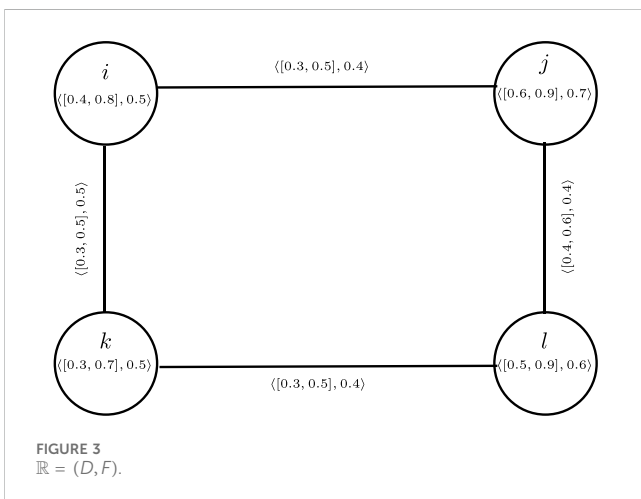 ⟨[0.3, 0.5], 0.4⟩
i
⟨[0.4, 0.8], 0.5⟩
j
⟨[0.6, 0.9], 0.7⟩
⟨[0.3, 0.5], 0.5⟩
⟨[0.4, 0.6], 0.4⟩
k
⟨[0.3, 0.7], 0.5⟩
l
⟨[0.5, 0.9], 0.6⟩
⟨[0.3, 0.5], 0.4⟩
FIGURE 3
ℝ = (D, F).